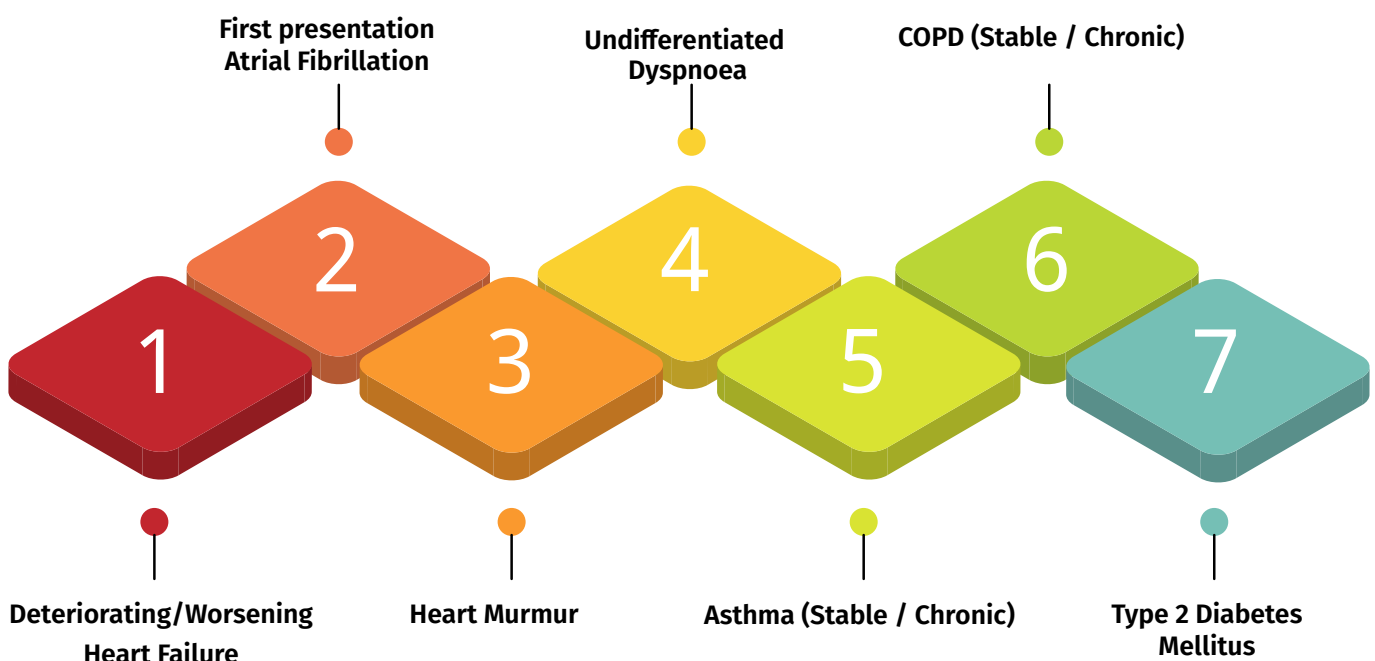 First presentation
Atrial Fibrillation
Undifferentiated
Dyspnoea
COPD (Stable / Chronic)
2
4
6
1
3
5
7
Deteriorating/Worsening
Heart Failure
Heart Murmur
Asthma (Stable / Chronic)
Type 2 Diabetes
Mellitus